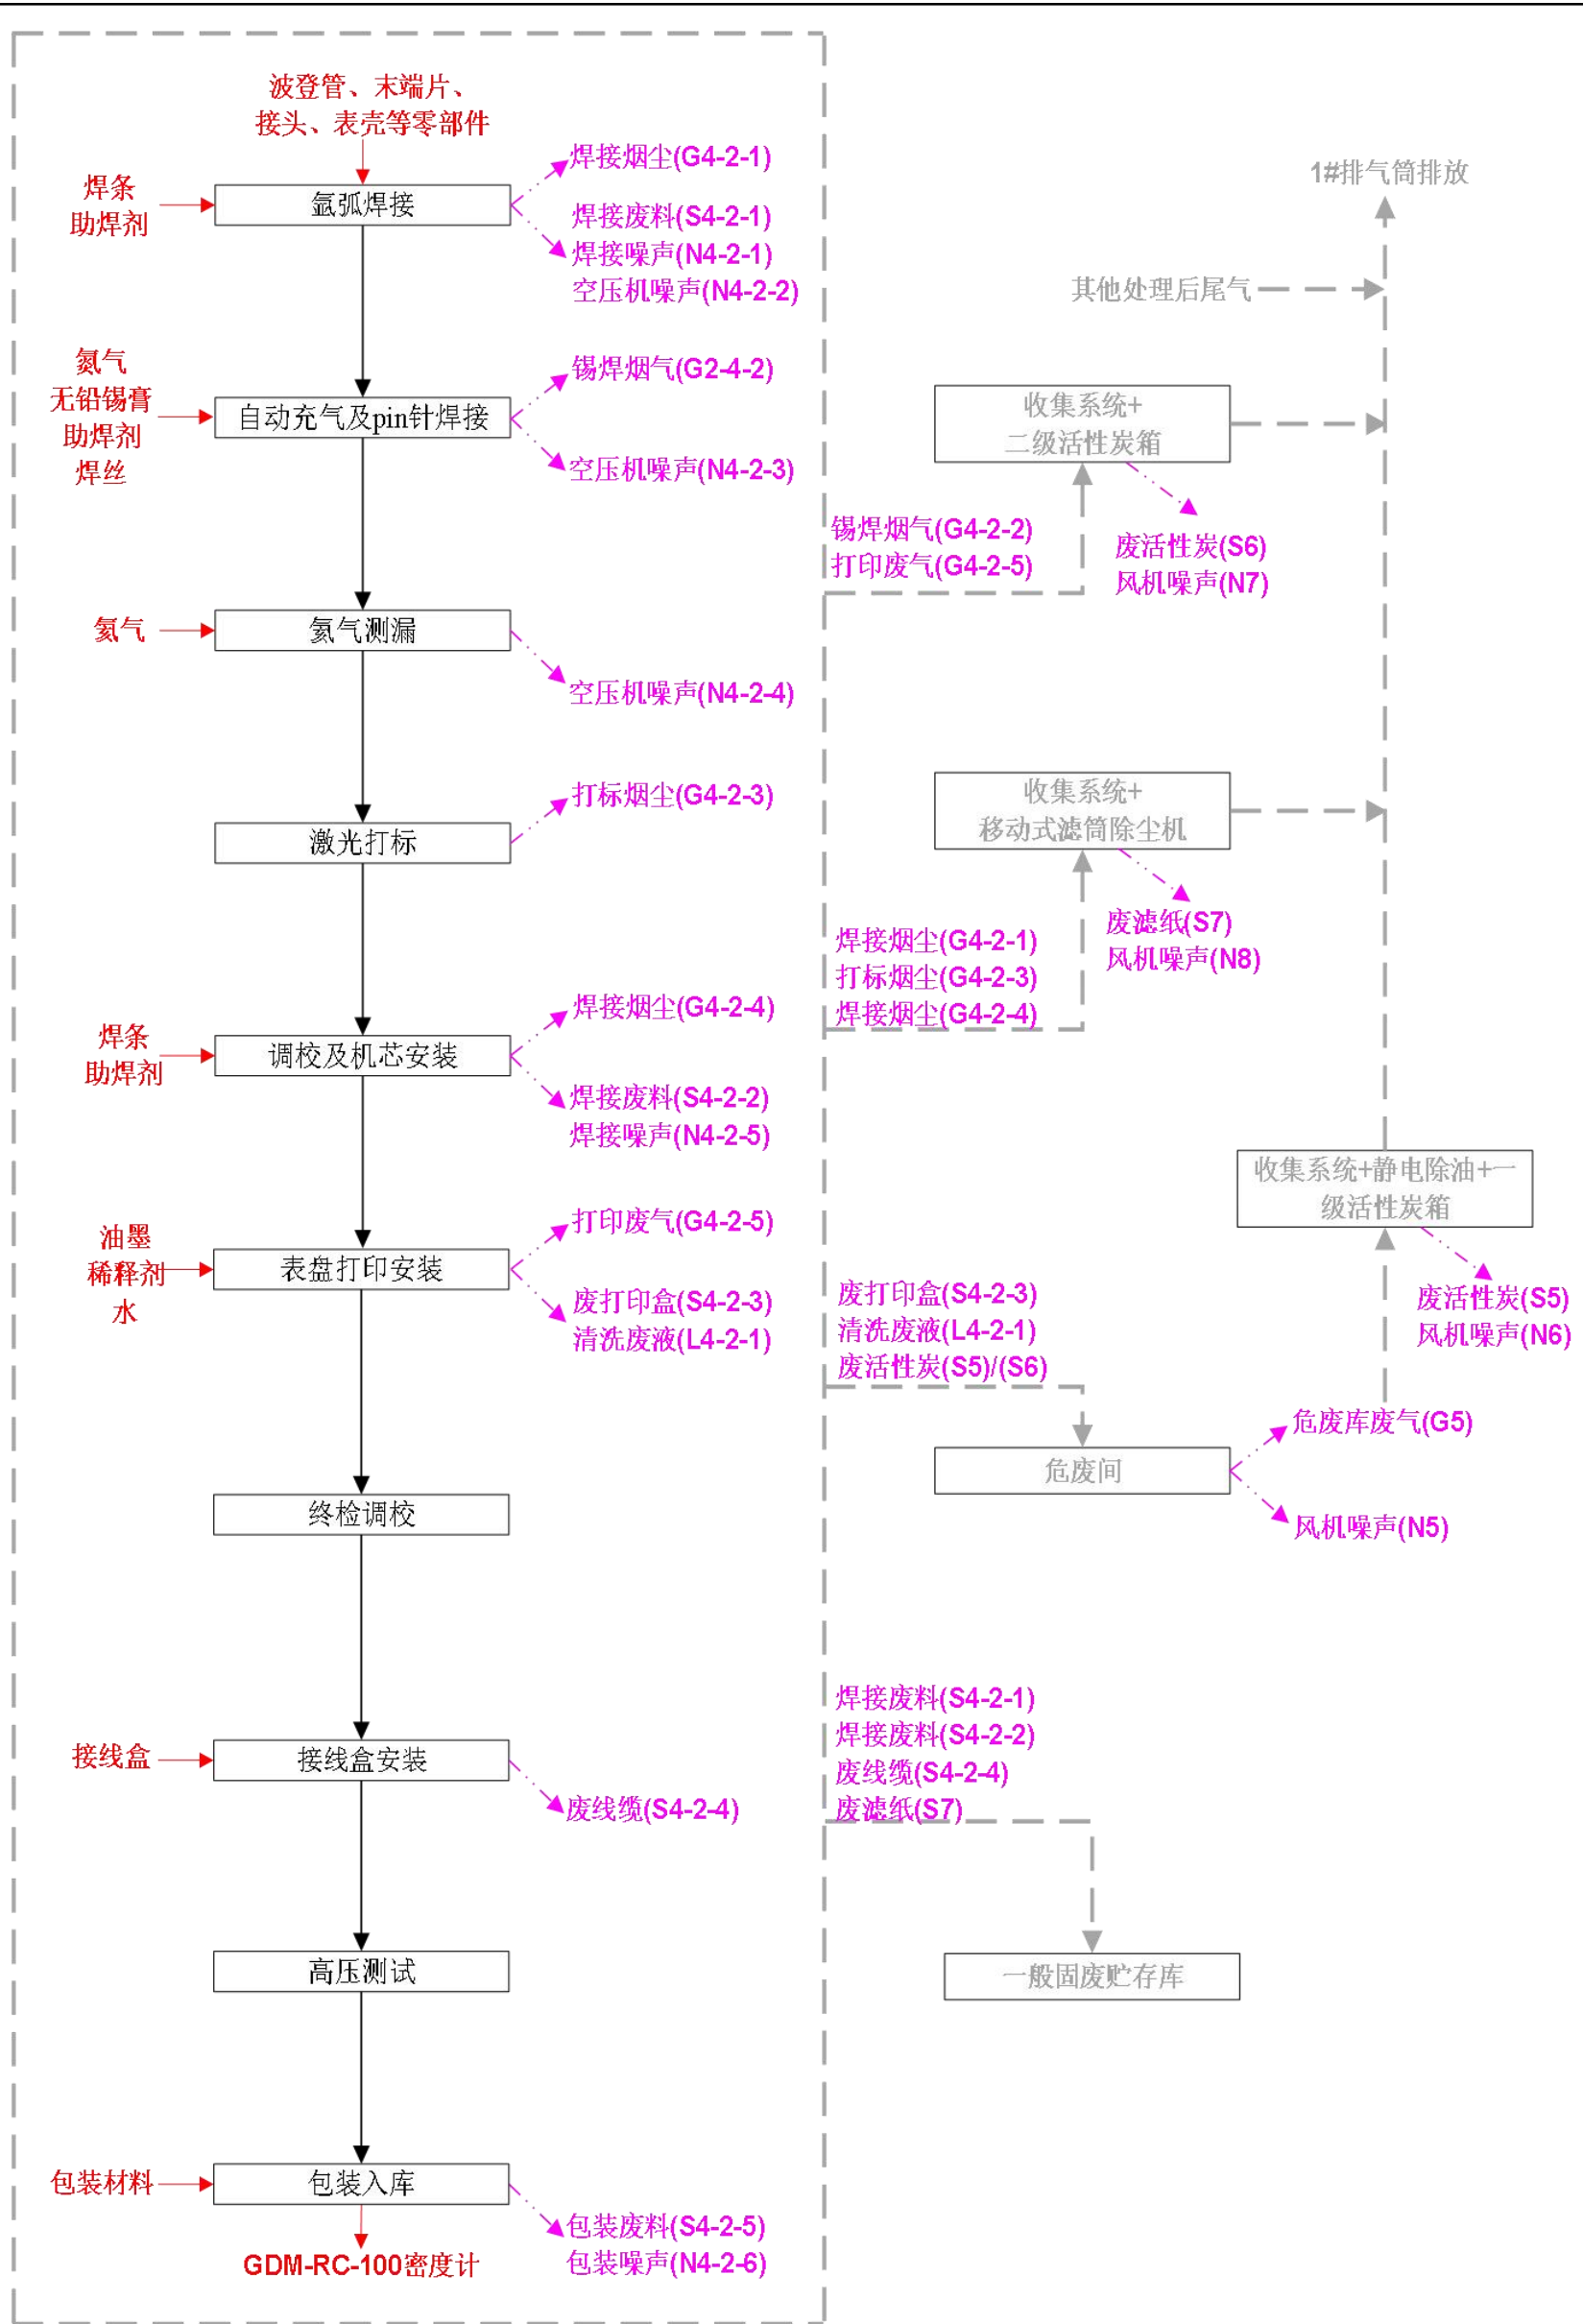 波登管、末端片、
接头、表壳等零部件
焊条
助焊剂
氩弧焊接
焊接烟尘(G4-2-1)
焊接废料(S4-2-1)
焊接噪声(N4-2-1)
空压机噪声(N4-2-2)
氮气
无铅锡膏
助焊剂
焊丝
自动充气及pin针焊接
锡焊烟气(G2-4-2)
空压机噪声(N4-2-3)
氦气
氦气测漏
空压机噪声(N4-2-4)
激光打标
打标烟尘(G4-2-3)
焊条
助焊剂
调校及机芯安装
焊接烟尘(G4-2-4)
焊接废料(S4-2-2)
焊接噪声(N4-2-5)
油墨
稀释剂
水
表盘打印安装
打印废气(G4-2-5)
废打印盒(S4-2-3)
清洗废液(L4-2-1)
终检调校
接线盒
接线盒安装
废线缆(S4-2-4)
高压测试
包装材料
包装入库
包装废料(S4-2-5)
包装噪声(N4-2-6)
GDM-RC-100密度计
1#排气筒排放
其他处理后尾气
收集系统+
二级活性炭箱
锡焊烟气(G4-2-2)
打印废气(G4-2-5)
废活性炭(S6)
风机噪声(N7)
收集系统+
移动式滤筒除尘机
焊接烟尘(G4-2-1)
打标烟尘(G4-2-3)
焊接烟尘(G4-2-4)
废滤纸(S7)
风机噪声(N8)
收集系统+静电除油+一
级活性炭箱
废活性炭(S5)
风机噪声(N6)
废打印盒(S4-2-3)
清洗废液(L4-2-1)
废活性炭(S5)/(S6)
危废间
危废库废气(G5)
风机噪声(N5)
焊接废料(S4-2-1)
焊接废料(S4-2-2)
废线缆(S4-2-4)
废滤纸(S7)
一般固废贮存库